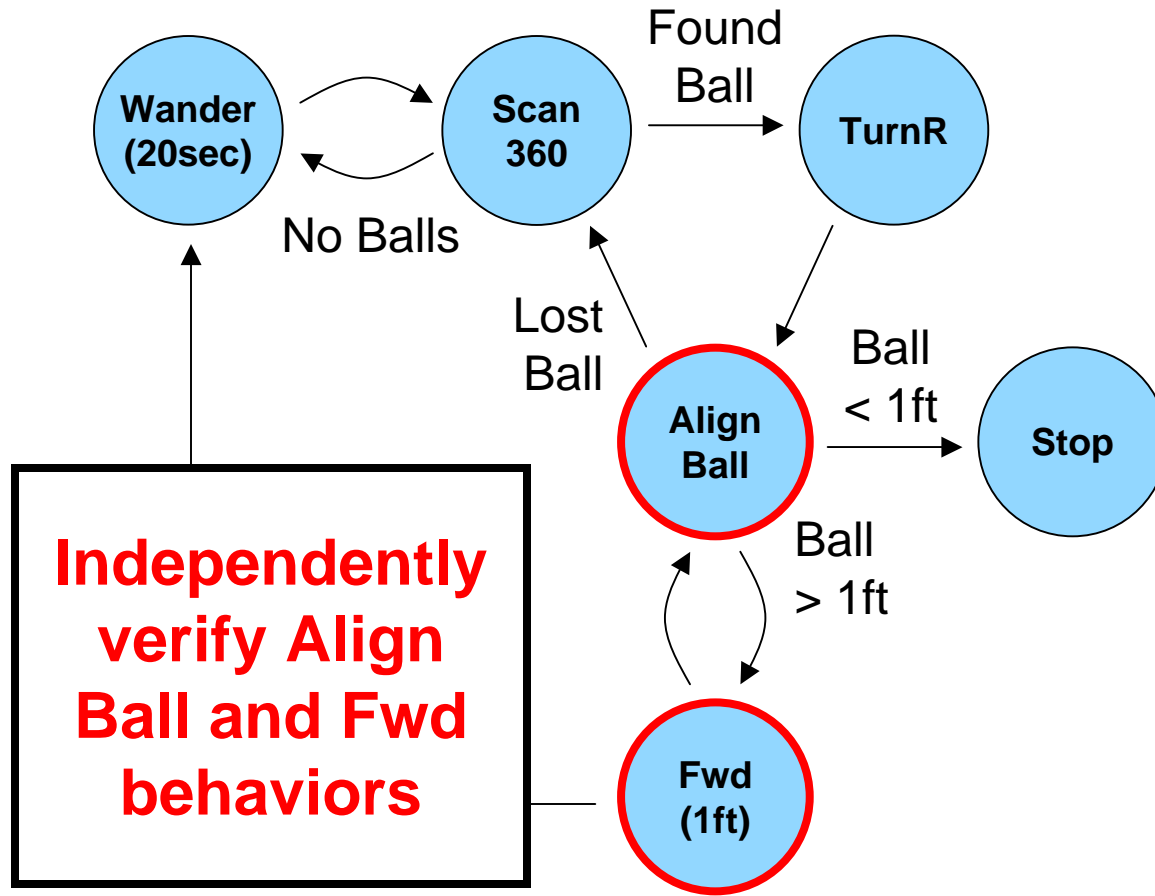 Found
Ball
Wander
(20sec)
Scan
360
TurnR
No Balls
Lost
Ball
Ball
< 1ft
Align
Ball
Stop
Ball
> 1ft
Independently
verify Align
Ball and Fwd
behaviors
Fwd
(1ft)